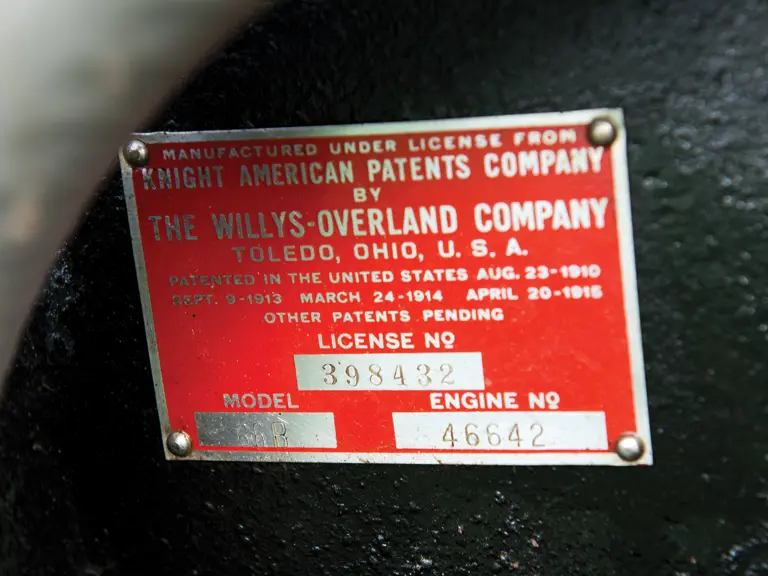 MANUFACTURED UNDER LICENSE FROM
KNIGHT AMERICAN PATENTS COMPANY
BY
THE WILLYS-OVERLAND COMPANY
TOLEDO, OHIO, U. S. A.
PATENTED IN THE UNITED STATES AUG. 23-1910
SEPT. 9-1913 MARCH 24-1914 APRIL 20-1915
OTHER PATENTS PENDING
LICENSE Nº
398432
MODEL ENGINE Nº
66B 46642